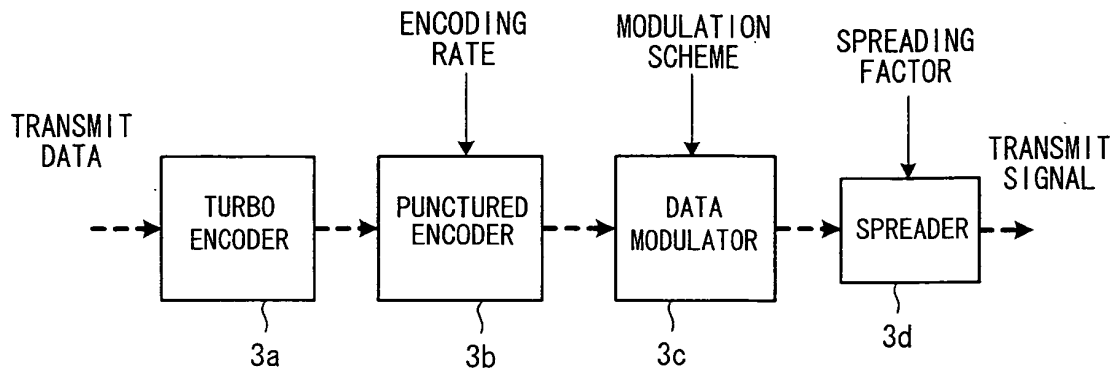 ENCODING
RATE
MODULATION
SCHEME
SPREADING
FACTOR
TRANSMIT
DATA
TRANSMIT
SIGNAL
TURBO
ENCODER
PUNCTURED
ENCODER
DATA
MODULATOR
SPREADER
3a
3b
3c
3d